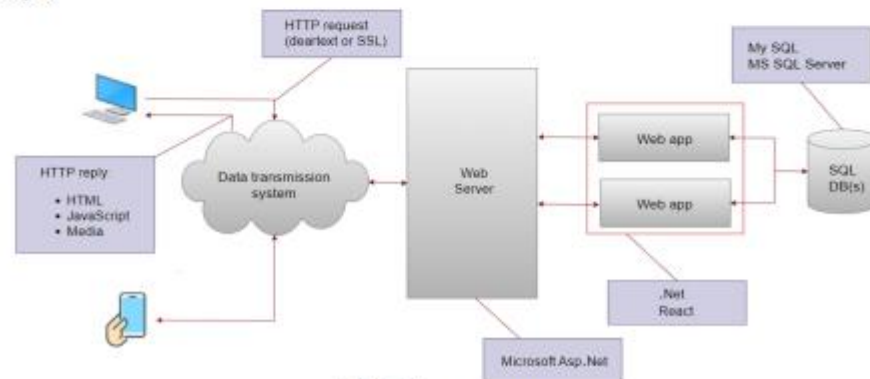 HTTP request
(deartext or SSL)
My SQL
MS SQL Server
HTTP reply
• HTML
• JavaScript
• Media
Data transmission
system
Web
Server
Web app
Web app
SQL
DB(s)
.Net
React
Microsoft Asp.Net